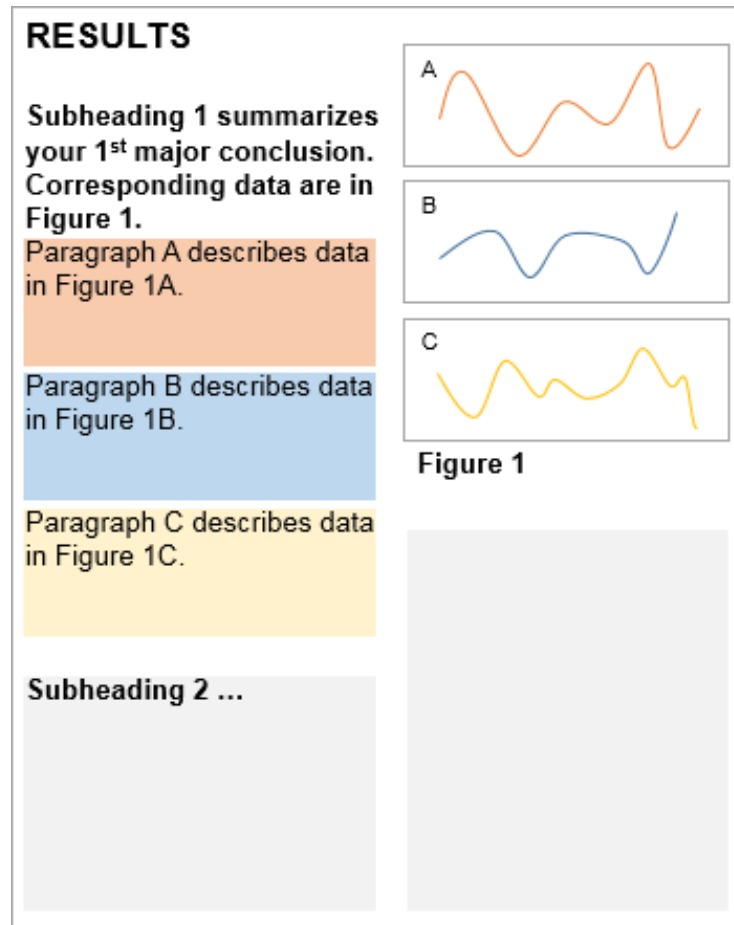 RESULTS
Subheading 1 summarizes
your 1st major conclusion.
Corresponding data are in
Figure 1.
Paragraph A describes data
in Figure 1A.
Paragraph B describes data
in Figure 1B.
Paragraph C describes data
in Figure 1C.
Subheading 2 ...
A
B
C
Figure 1